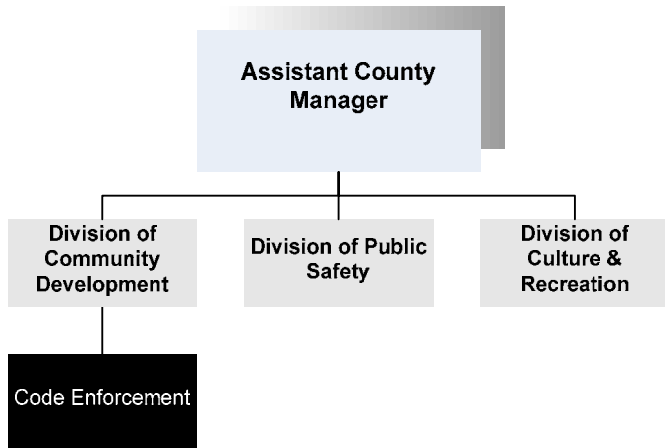 Assistant County
Manager
Division of
Community
Development
Division of Public
Safety
Division of
Culture &
Recreation
Code Enforcement